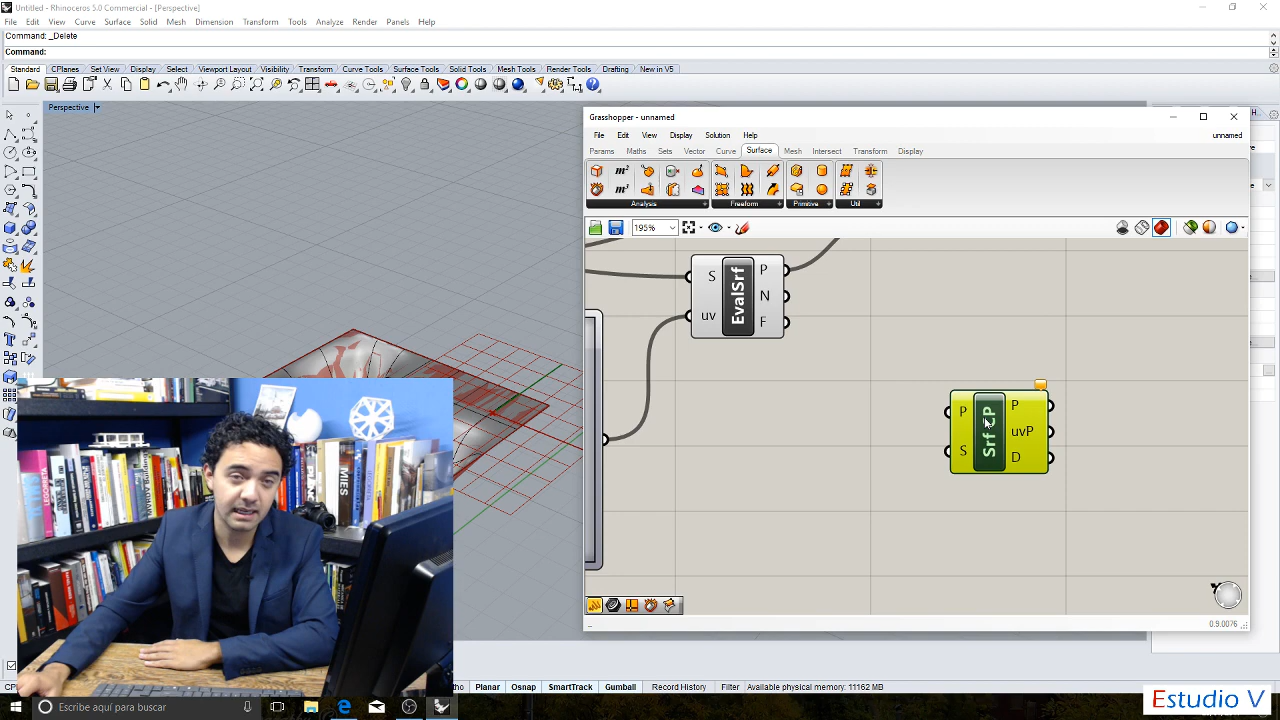 Untitled - Rhinoceros 5.0 Commercial - [Perspective]
File Edit View Curve Surface Solid Mesh Dimension Transform Tools Analyze Render Panels Help
Command: _Delete
Command:
Standard CPlanes Set View Display Select Viewport Layout Visibility Transform Curve Tools Surface Tools Solid Tools Mesh Tools Render Tools Drafting New in V5
Perspective
Grasshopper - unnamed
File Edit View Display Solution Help unnamed
Params Maths Sets Vector Curve Surface Mesh Intersect Transform Display
m²
m³
Analysis Freeform Primitive Util
195%
S
uv
EvalSrf
P
N
F
P
S
Srf CP
P
uvP
D
0.9.0076
MIES
CP
tho Planar Osnap SmartTrack Gumball Record History Filter Available physical memory: 11162 MB
Escribe aquí para buscar
Estudio V